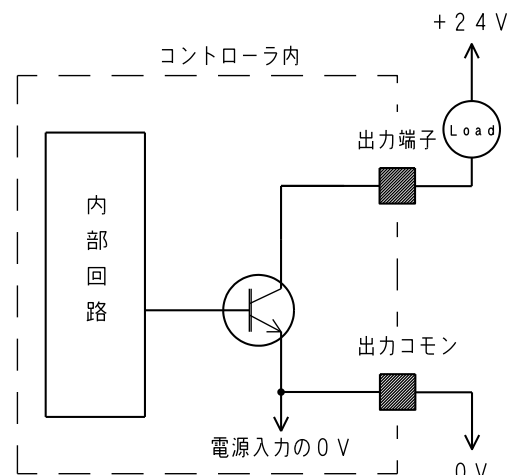 +24V
コントローラ内
Load
出力端子
内部回路
出力コモン
電源入力の0V
0V